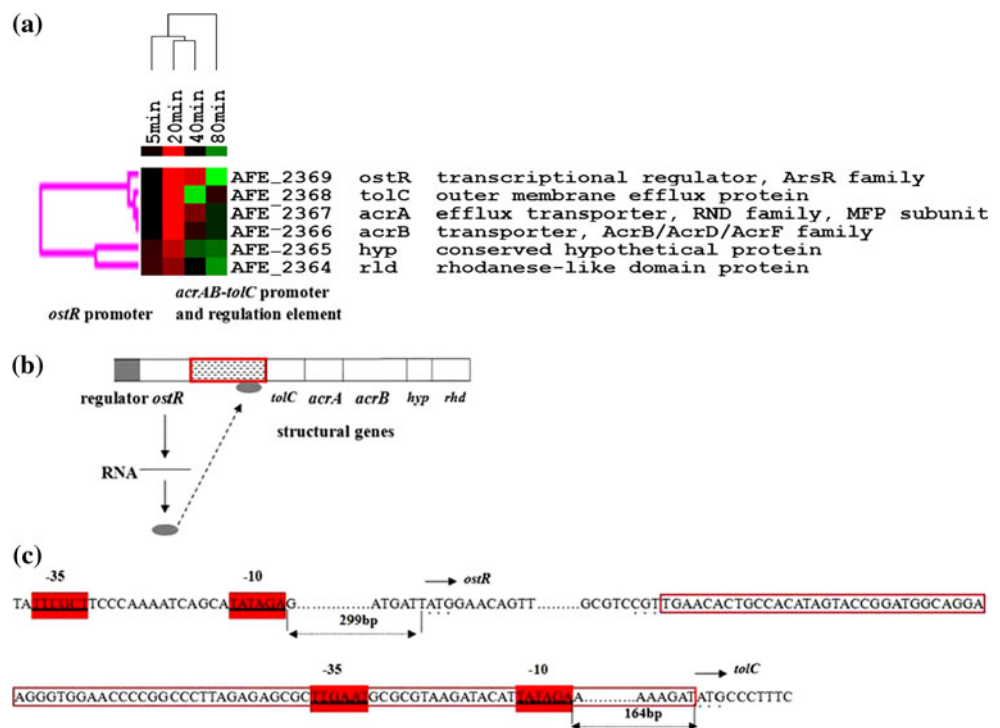 (a)
5min 20min 40min 80min
AFE_2369 ostR transcriptional regulator, ArsR family
AFE_2368 tolC outer membrane efflux protein
AFE_2367 acrA efflux transporter, RND family, MFP subunit
AFE_2366 acrB transporter, AcrB/AcrD/AcrF family
AFE_2365 hyp conserved hypothetical protein
AFE_2364 rld rhodanese-like domain protein
acrAB-tolC promoter
ostR promoter and regulation element
(b)
regulator ostR tolC acrA acrB hyp rhd
structural genes
RNA
(c)
-35 -10 ostR
TATTCGCTTCCCAAAATCAGCATATAGAG............ATGATTATGGAACAGTT.......GCGTCCGTTGAACACTGCCACATAGTACCGGATGGCAGGA
299bp
-35 -10 tolC
AGGGTGGAACCCCGGCCCTTAGAGAGCGCTTGAATGCGCGTAAGATACATTATAGAA............AAAGATATGCCCTTTC
164bp